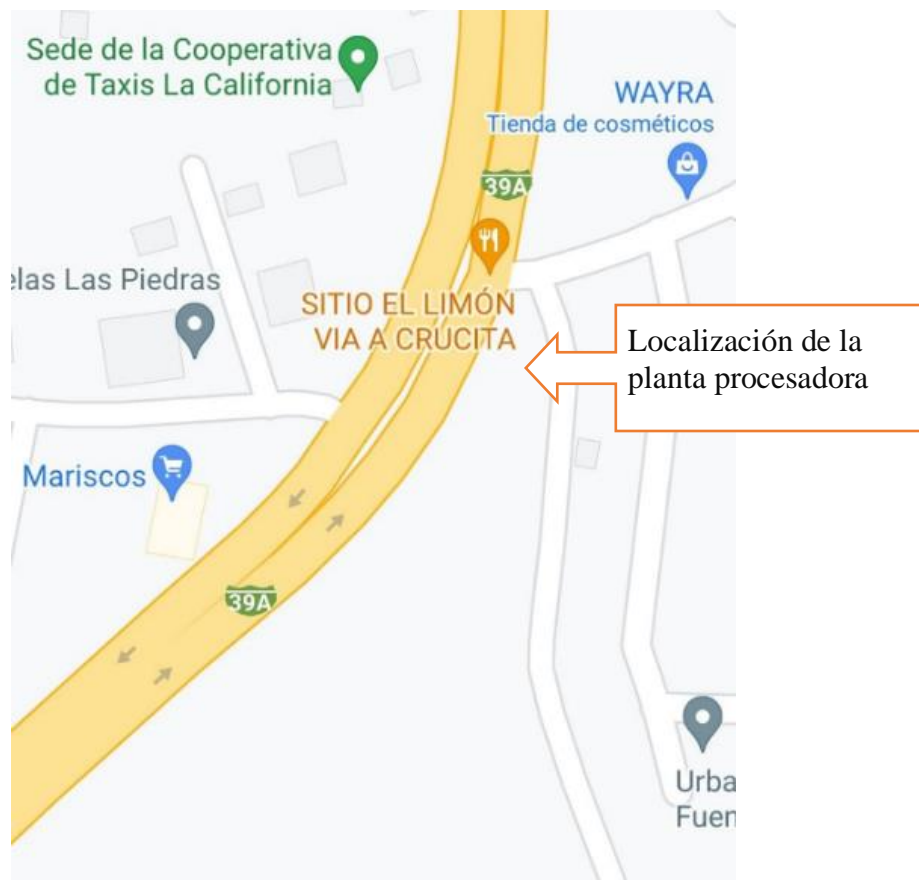 Sede de la Cooperativa
de Taxis La California
WAYRA
Tienda de cosméticos
39A
elas Las Piedras
SITIO EL LIMÓN
VIA A CRUCITA
Localización de la
planta procesadora
Mariscos
39A
Urba
Fuen